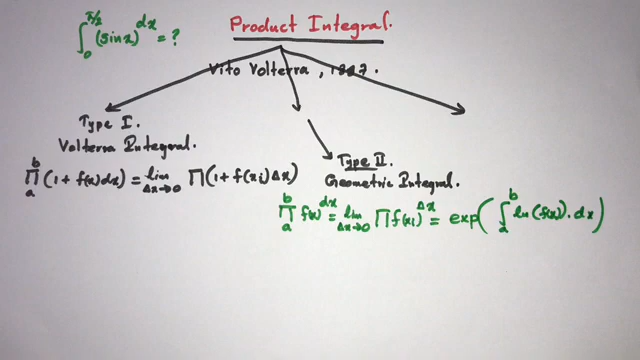 Product Integral.
∫₀^{π/2} (sinx)^{dx} = ?
Vito Volterra,
Type I.
Volterra Integral.
∏ₐᵇ (1 + f(x)dx) = lim_{Δx→0} ∏(1 + f(xᵢ)Δx)
Type II.
Geometric Integral.
∏ₐᵇ f(x)^{dx} = lim_{Δx→0} ∏f(xᵢ)^{Δx} = exp(∫ₐᵇ ln(f(x)).dx)